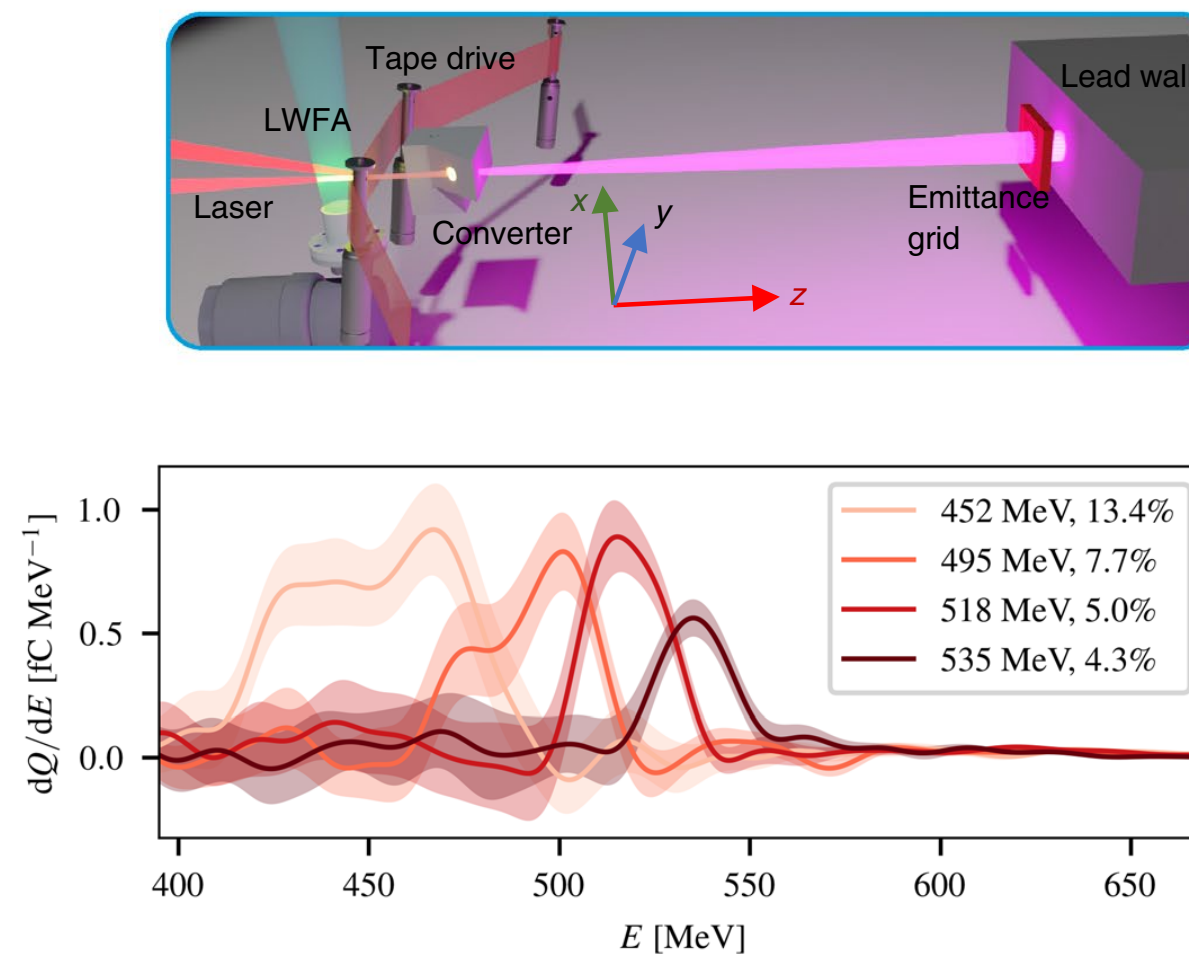 Tape drive
Lead wal
LWFA
Laser
x
y
Converter
Emittance
grid
z
dQ/dE [fC MeV⁻¹]
1.0
0.5
0.0
452 MeV, 13.4%
495 MeV, 7.7%
518 MeV, 5.0%
535 MeV, 4.3%
400
450
500
550
600
650
E [MeV]